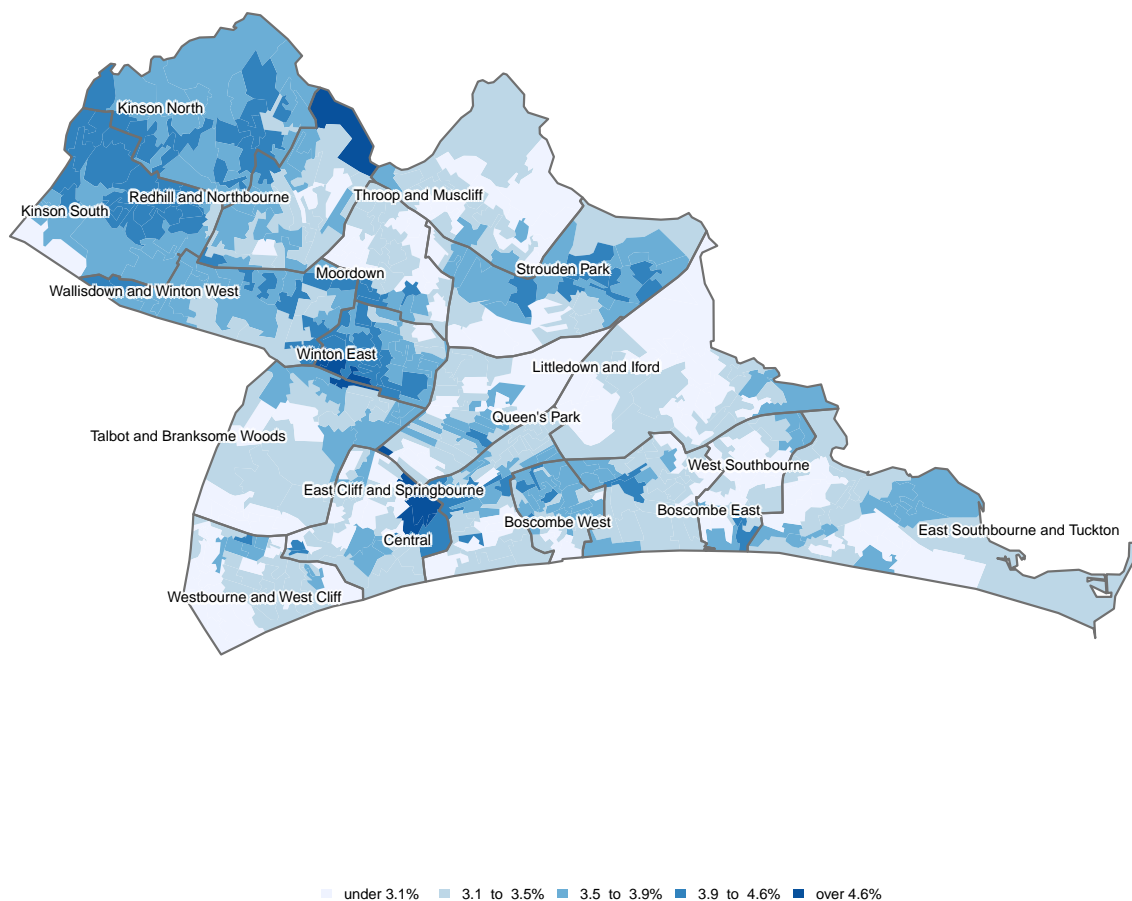 Kinson North
Redhill and Northbourne
Throop and Muscliff
Kinson South
Strouden Park
Moordown
Wallisdown and Winton West
Winton East
Littledown and Iford
Queen's Park
Talbot and Branksome Woods
West Southbourne
East Cliff and Springbourne
Boscombe East
Boscombe West
East Southbourne and Tuckton
Central
Westbourne and West Cliff
under 3.1% 3.1 to 3.5% 3.5 to 3.9% 3.9 to 4.6% over 4.6%